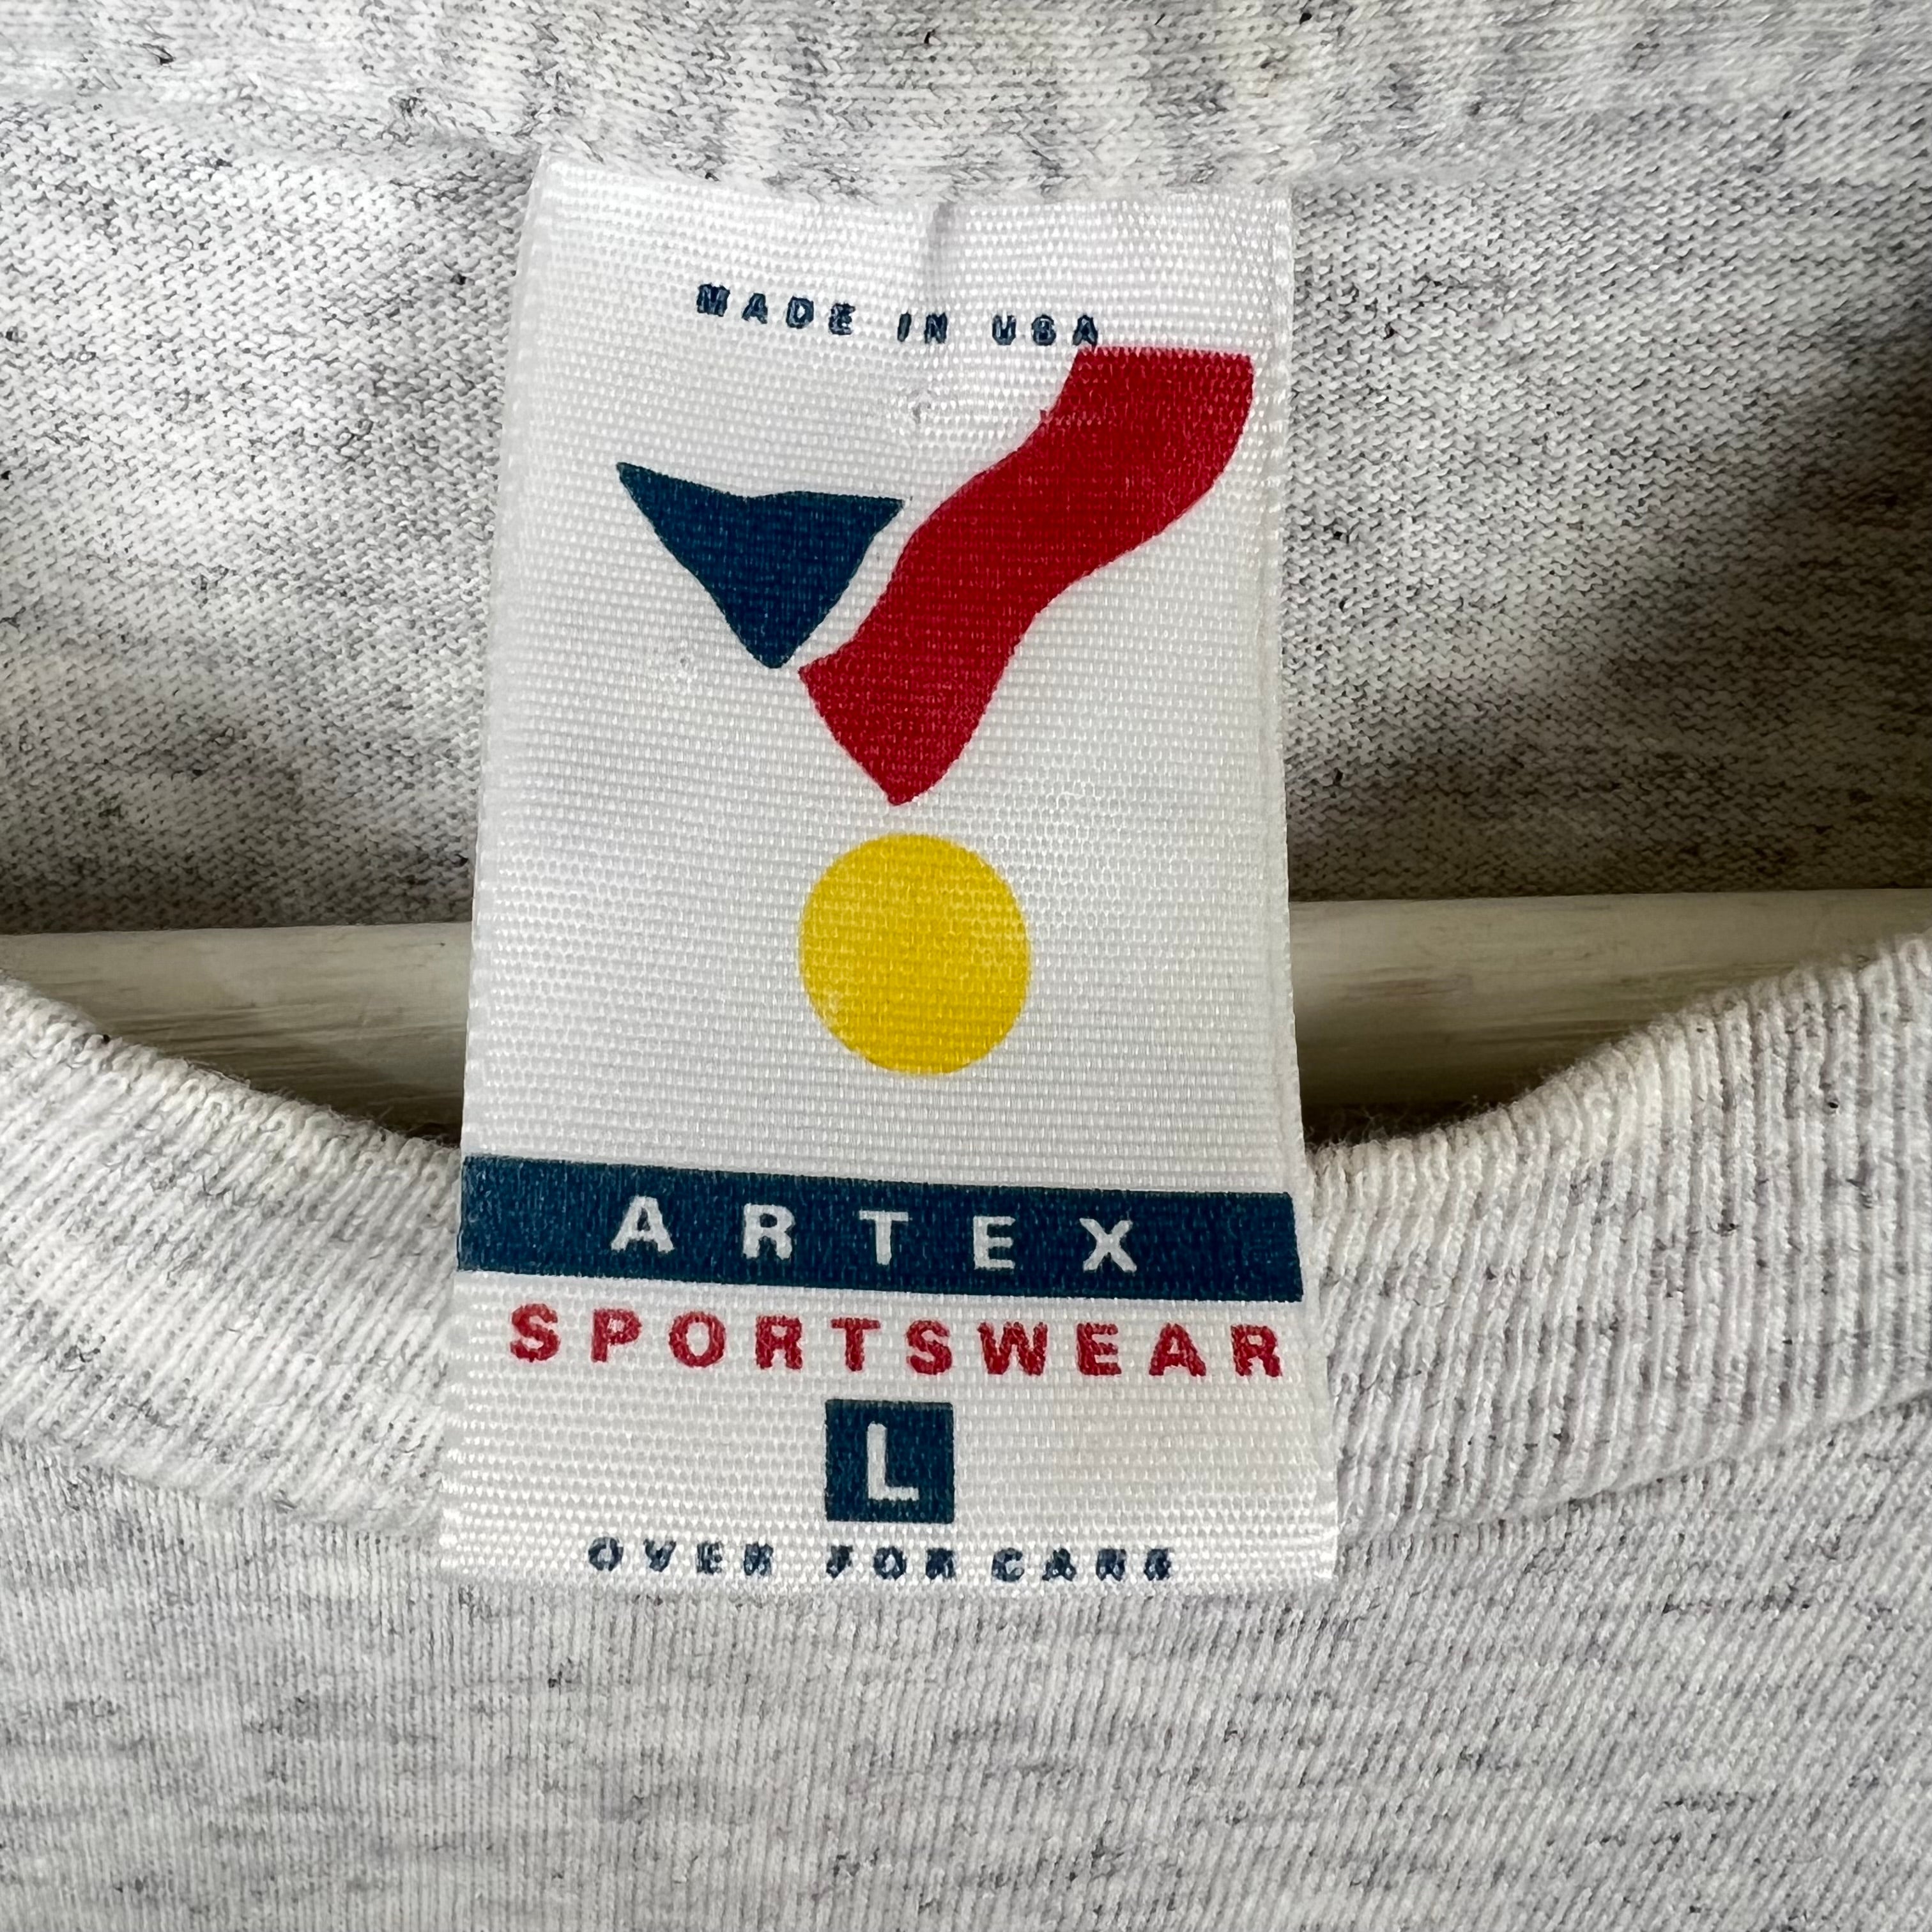 MADE IN USA
ARTEX
SPORTSWEAR
L
OVER FOR CARE